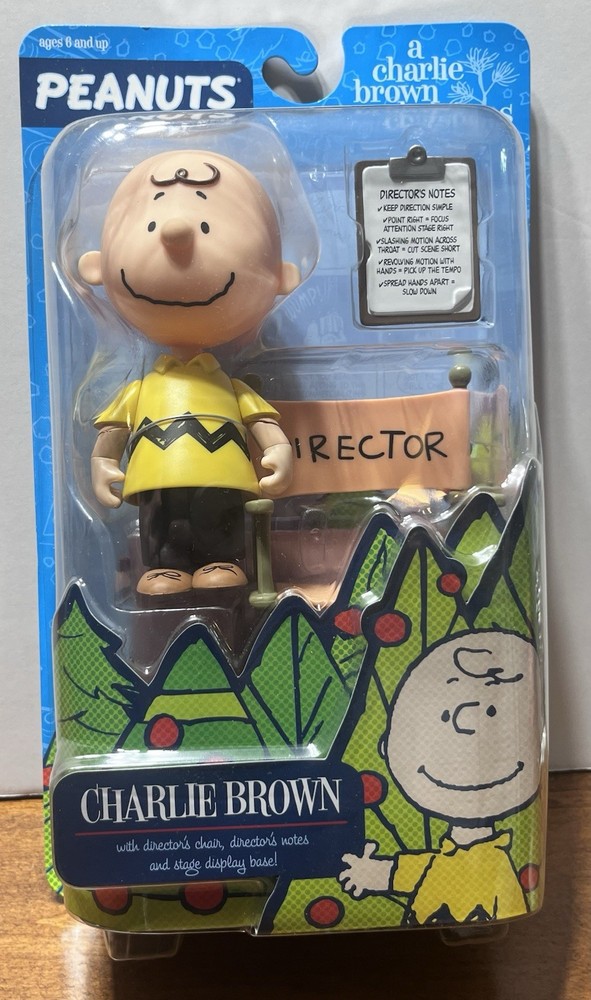 ages 6 and up
PEANUTS
a
charlie
brown
DIRECTOR'S NOTES
✓KEEP DIRECTION SIMPLE
✓POINT RIGHT = FOCUS
ATTENTION STAGE RIGHT
✓SLASHING MOTION ACROSS
THROAT = CUT SCENE SHORT
✓REVOLVING MOTION WITH
HANDS = PICK UP THE TEMPO
✓SPREAD HANDS APART =
SLOW DOWN
IRECTOR
CHARLIE BROWN
with director's chair, director's notes
and stage display base!